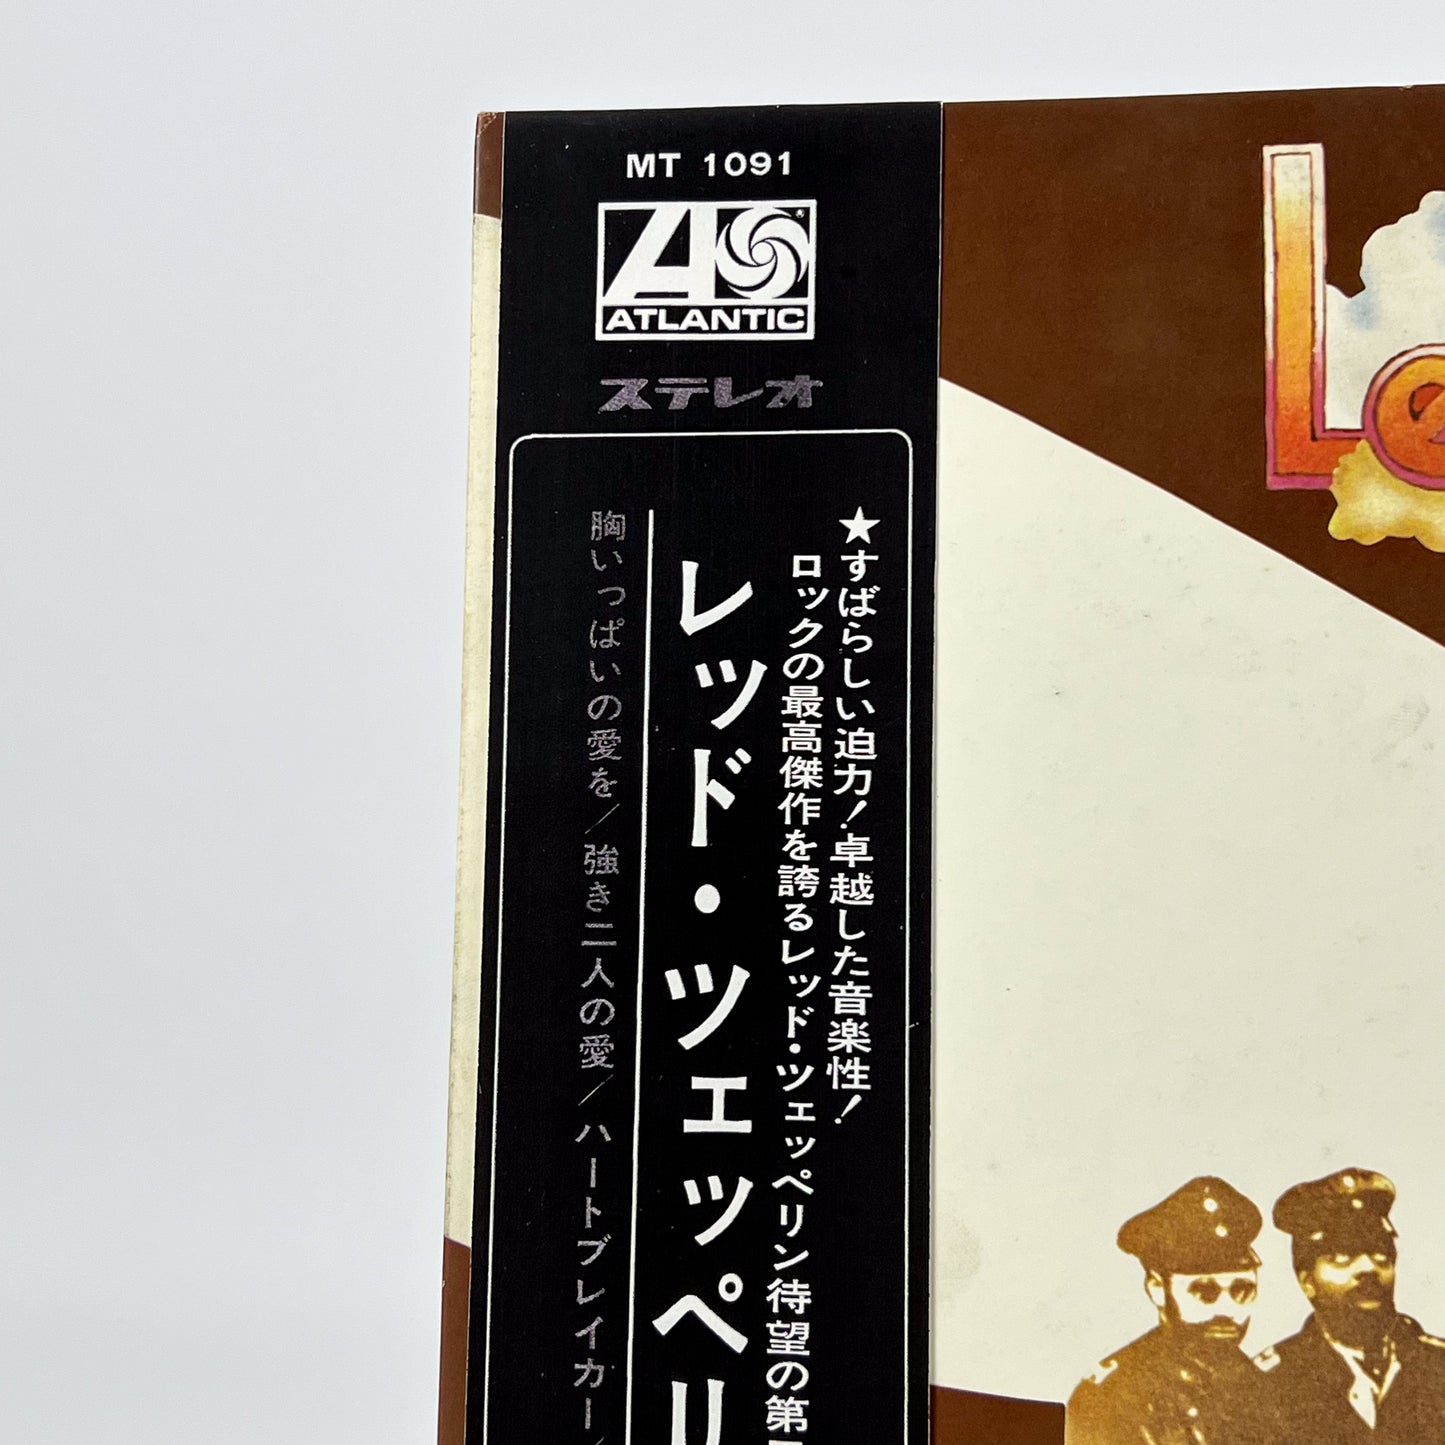 MT 1091
ATLANTIC
ステレオ
★すばらしい迫力！卓越した音楽性！
ロックの最高傑作を誇るレッド・ツェッペリン待望の第
レッド・ツェッペリ
胸いっぱいの愛を／強き二人の愛／ハートブレイカー／
Le